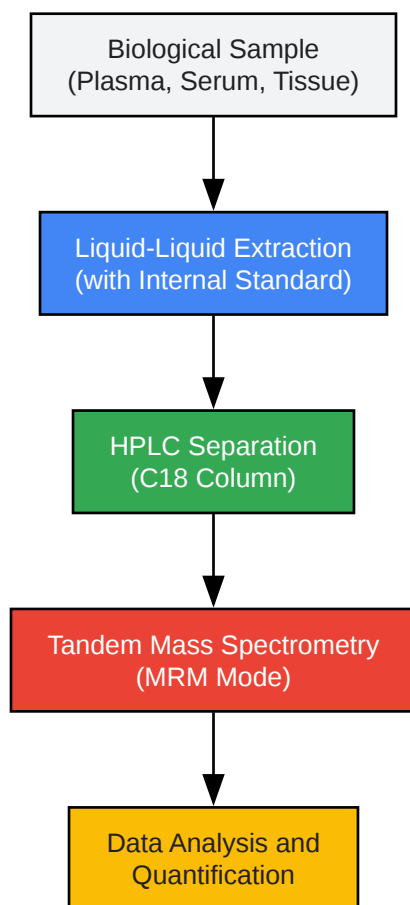 Biological Sample
(Plasma, Serum, Tissue)
Liquid-Liquid Extraction
(with Internal Standard)
HPLC Separation
(C18 Column)
Tandem Mass Spectrometry
(MRM Mode)
Data Analysis and
Quantification